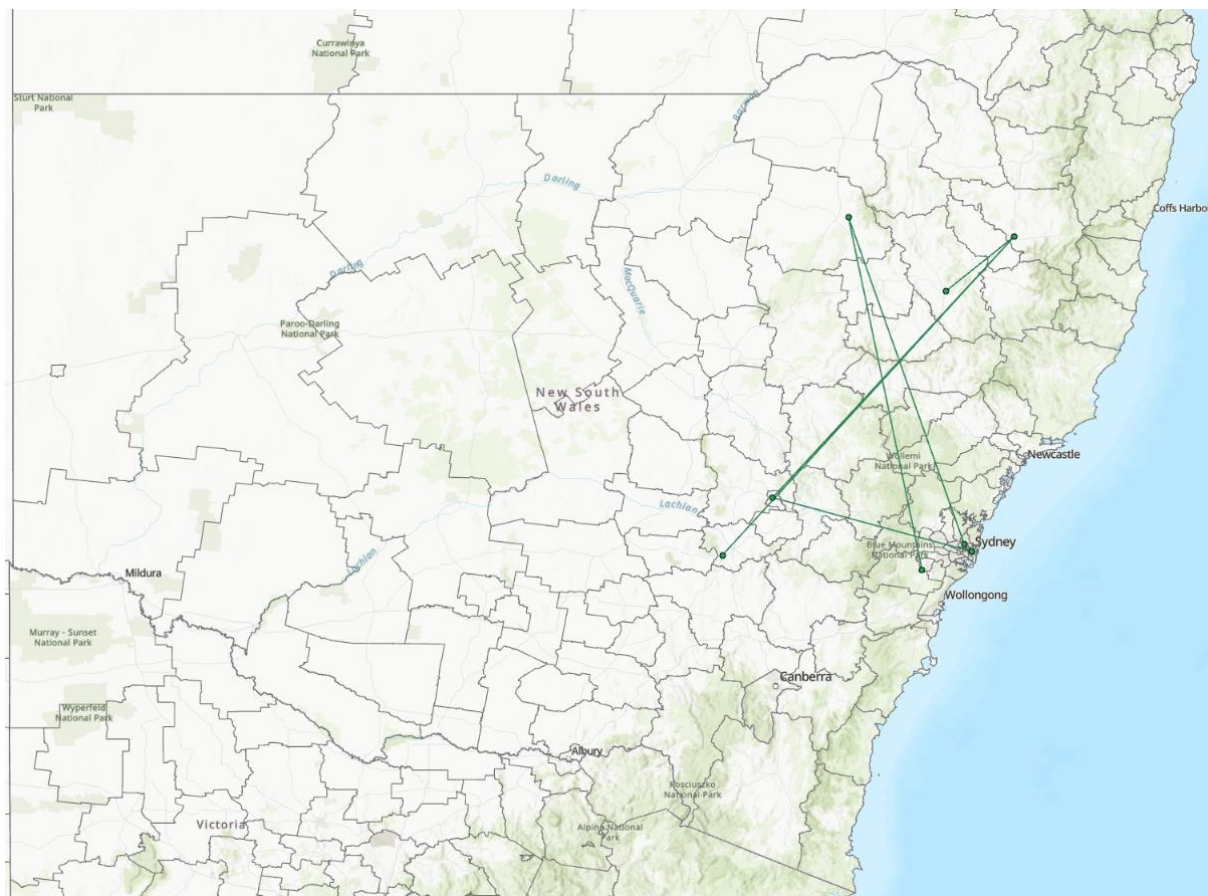 Currawinya
National Park
Sturt National
Park
Barwon
Darling
Coffs Harbo
Darling
MacQuarie
Paroo-Darling
National Park
New South
Wales
Wollemi
National Park
Newcastle
Lachlan
Blue Mountains
National Park
Sydney
Lachlan
Mildura
Wollongong
Murray - Sunset
National Park
Canberra
Wyperfeld
National Park
Albury
Kosciuszko
National Park
Victoria
Alpine National
Park